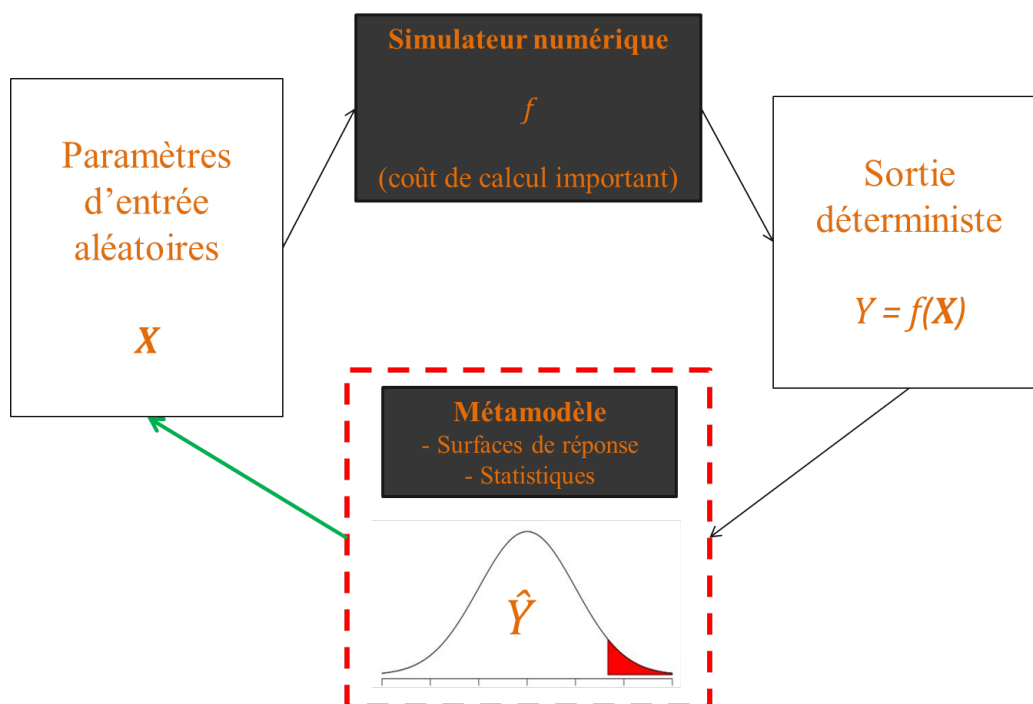 Simulateur numérique
f
(coût de calcul important)
Paramètres
d’entrée
aléatoires
X
Sortie
déterministe
Y = f(X)
Métamodèle
- Surfaces de réponse
- Statistiques
Ŷ